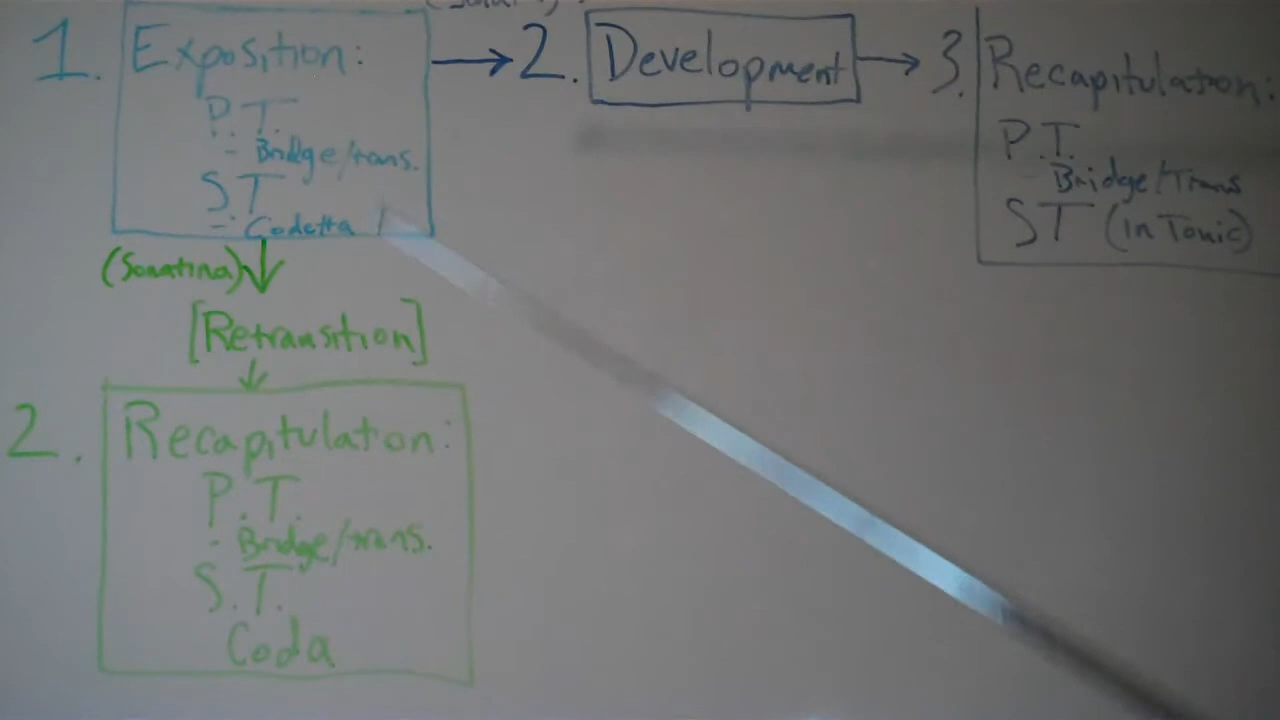 1. Exposition:
P.T.
- Bridge/trans.
ST
- Codetta
2. Development
3. Recapitulation:
P.T.
Bridge/Trans
ST (in Tonic)
(Sonatina)
[Retransition]
2. Recapitulation:
P.T.
- Bridge/trans.
S.T.
Coda